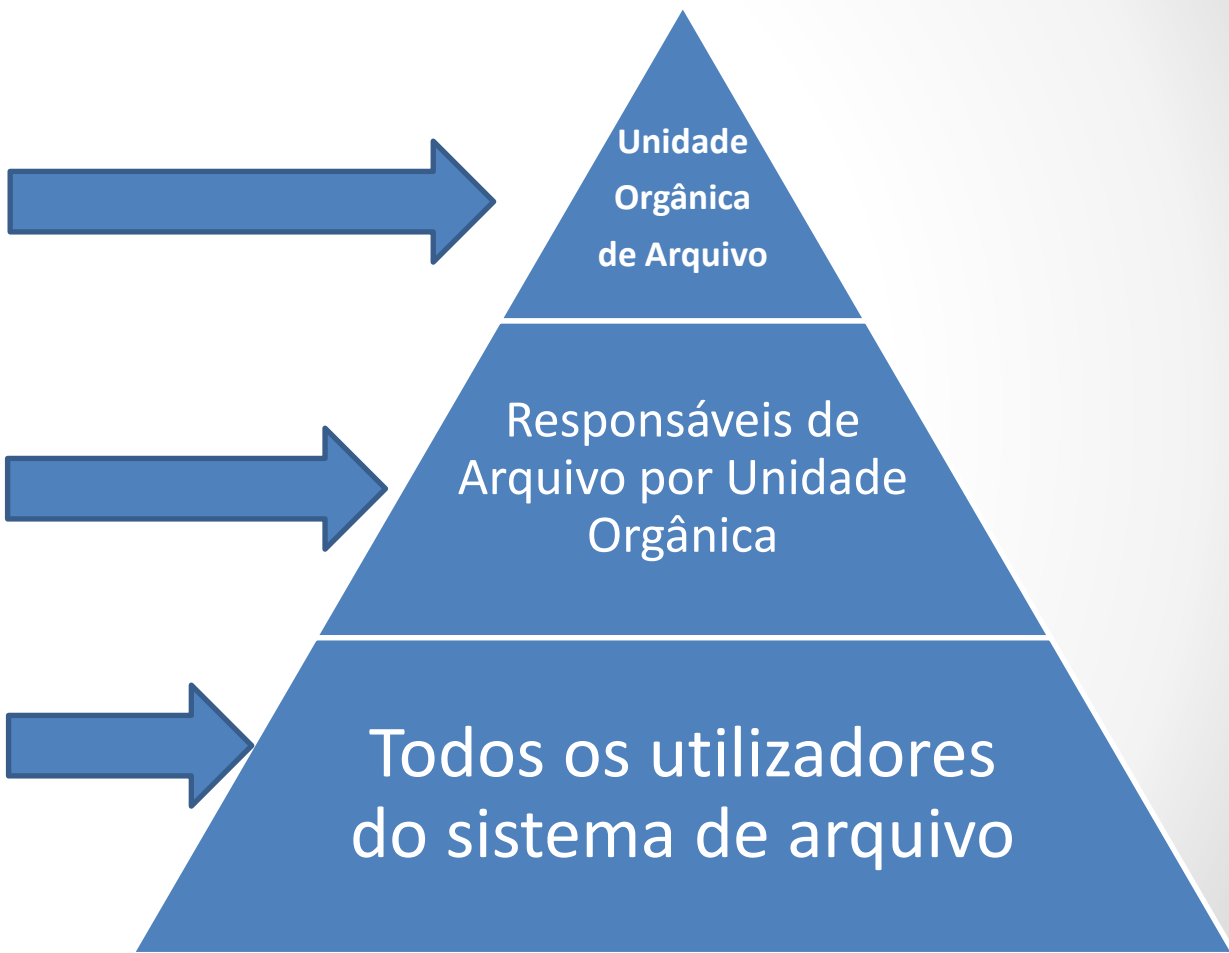 Unidade
Orgânica
de Arquivo
Responsáveis de
Arquivo por Unidade
Orgânica
Todos os utilizadores
do sistema de arquivo